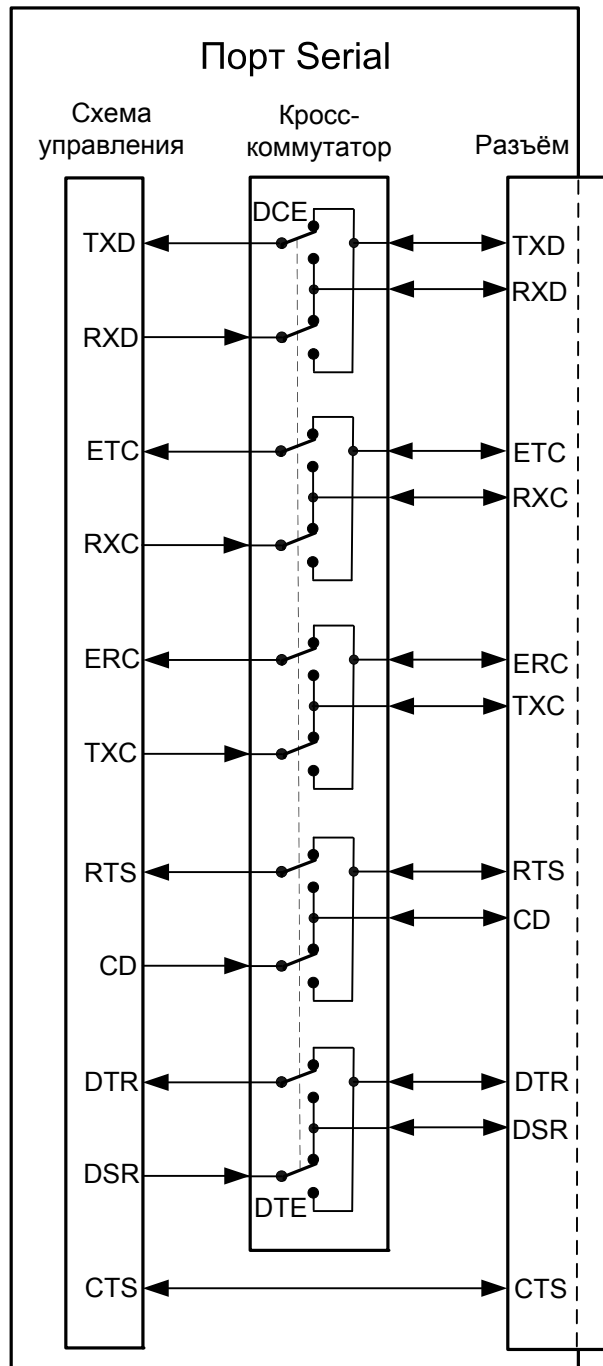 Порт Serial
Схема
управления
Кросс-
коммутатор
Разъём
DCE
TXD
TXD
RXD
RXD
ETC
ETC
RXC
RXC
ERC
ERC
TXC
TXC
RTS
RTS
CD
CD
DTR
DTR
DSR
DSR
DTE
CTS
CTS